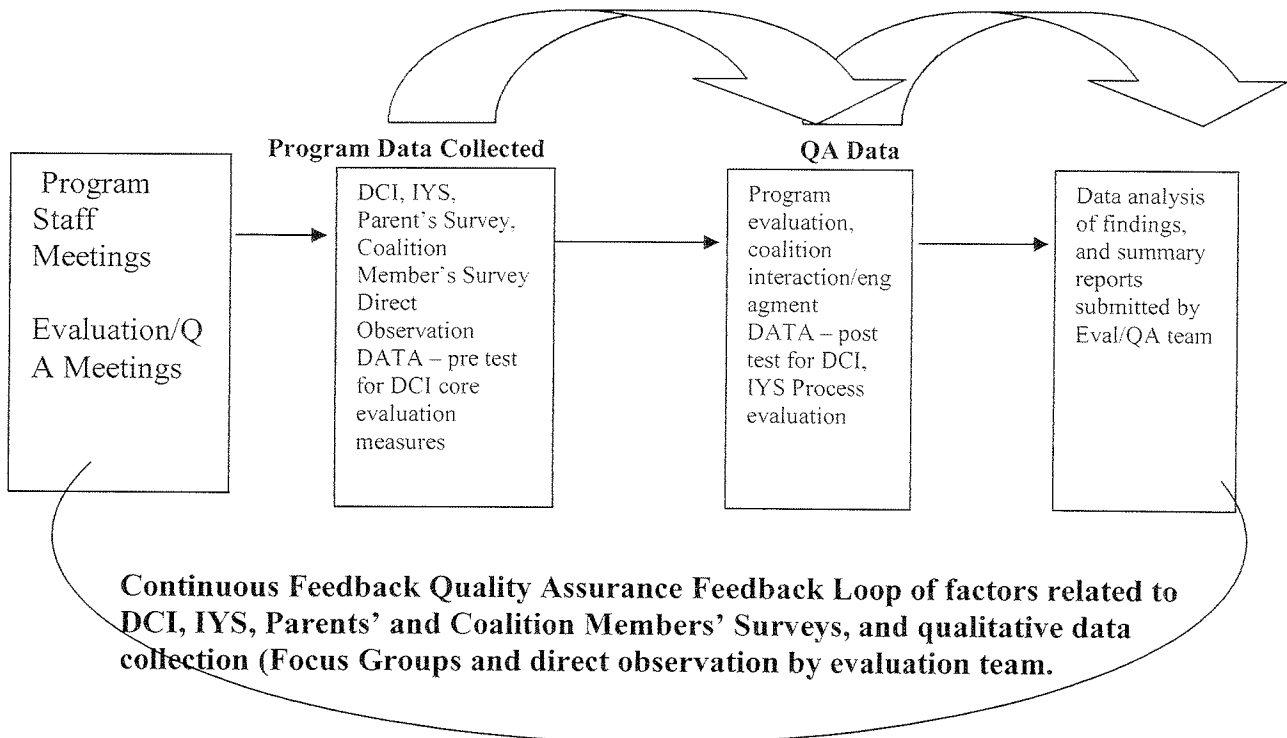 Program Data Collected
QA Data
Program
Staff
Meetings
Evaluation/Q
A Meetings
DCI, IYS,
Parent's Survey,
Coalition
Member's Survey
Direct
Observation
DATA – pre test
for DCI core
evaluation
measures
Program
evaluation,
coalition
interaction/eng
agment
DATA – post
test for DCI,
IYS Process
evaluation
Data analysis
of findings,
and summary
reports
submitted by
Eval/QA team
Continuous Feedback Quality Assurance Feedback Loop of factors related to
DCI, IYS, Parents' and Coalition Members' Surveys, and qualitative data
collection (Focus Groups and direct observation by evaluation team.